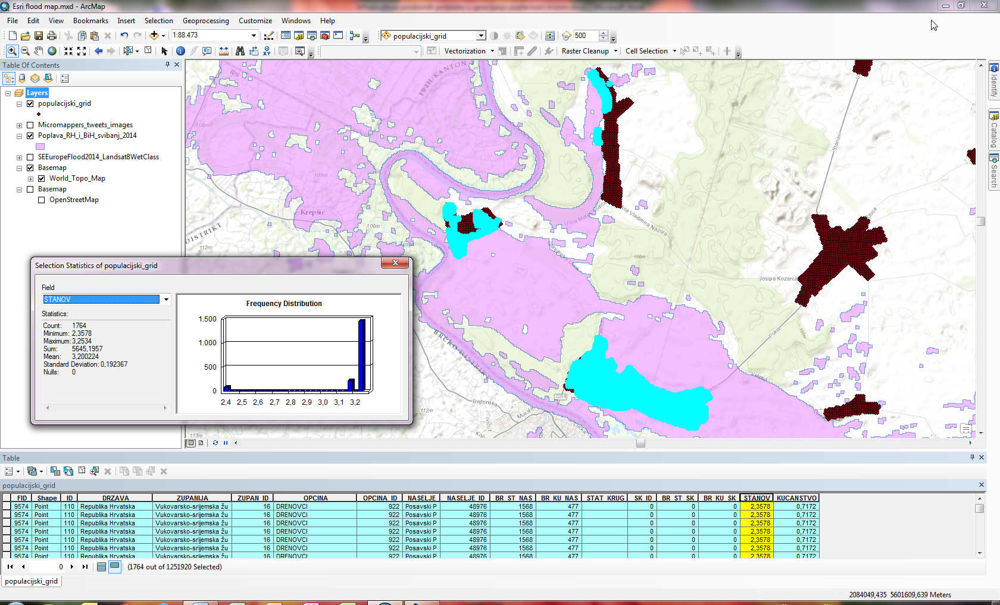 Esri flood map.mxd - ArcMap
File Edit View Bookmarks Insert Selection Geoprocessing Customize Windows Help
1:88.473
populacijski_grid
500
Vectorization
Raster Cleanup
Cell Selection
Table Of Contents
Layers
populacijski_grid
Micromappers_tweets_images
Poplava_RH_i_BiH_svibanj_2014
SEEuropeFlood2014_Landsat8WetClass
Basemap
World_Topo_Map
Basemap
OpenStreetMap
Identify
Catalog
Search
RS
FBIH/KANTON
108m
109m
Krepšić
106m
DISTRIKT
112m
100m
100m
100m
Stanovi
Vladimira Nazora
Josipa Kozarca
BRČKO DISTRIKT
D214
Dejtonska
112m
113m
Selection Statistics of populacijski_grid
Field
STANOV
Statistics:
Count: 1764
Minimum: 2,3578
Maximum: 3,2534
Sum: 5645,1957
Mean: 3,200224
Standard Deviation: 0,192367
Nulls: 0
Frequency Distribution
1.500
1.000
500
0
2,4 2,5 2,6 2,7 2,8 2,9 3,0 3,1 3,2
Table
populacijski_grid
FID Shape ID DRZAVA ZUPANIJA ZUPAN_ID OPCINA OPCINA_ID NASELJE NASELJE_ID BR_ST_NAS BR_KU_NAS STAT_KRUG SK_ID BR_ST_SK BR_KU_SK STANOV KUCANSTVO
9574 Point 110 Republika Hrvatska Vukovarsko-srijemska žu 16 DRENOVCI 922 Posavski P 48976 1568 477 0 0 0 2,3578 0,7172
9574 Point 110 Republika Hrvatska Vukovarsko-srijemska žu 16 DRENOVCI 922 Posavski P 48976 1568 477 0 0 0 2,3578 0,7172
9574 Point 110 Republika Hrvatska Vukovarsko-srijemska žu 16 DRENOVCI 922 Posavski P 48976 1568 477 0 0 0 2,3578 0,7172
9574 Point 110 Republika Hrvatska Vukovarsko-srijemska žu 16 DRENOVCI 922 Posavski P 48976 1568 477 0 0 0 2,3578 0,7172
9574 Point 110 Republika Hrvatska Vukovarsko-srijemska žu 16 DRENOVCI 922 Posavski P 48976 1568 477 0 0 0 2,3578 0,7172
9574 Point 110 Republika Hrvatska Vukovarsko-srijemska žu 16 DRENOVCI 922 Posavski P 48976 1568 477 0 0 0 2,3578 0,7172
9574 Point 110 Republika Hrvatska Vukovarsko-srijemska žu 16 DRENOVCI 922 Posavski P 48976 1568 477 0 0 0 2,3578 0,7172
0 (1764 out of 1251920 Selected)
populacijski_grid
2084049,435 5601609,639 Meters